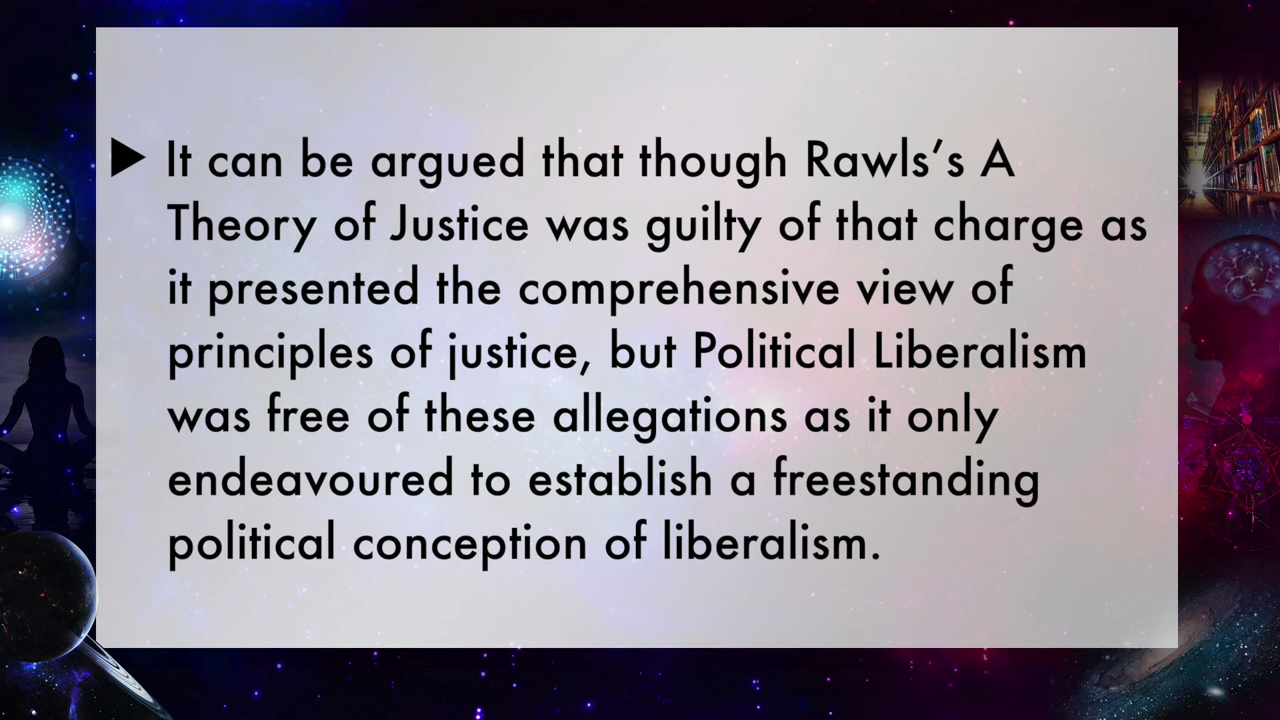 ▶ It can be argued that though Rawls’s A
Theory of Justice was guilty of that charge as
it presented the comprehensive view of
principles of justice, but Political Liberalism
was free of these allegations as it only
endeavoured to establish a freestanding
political conception of liberalism.